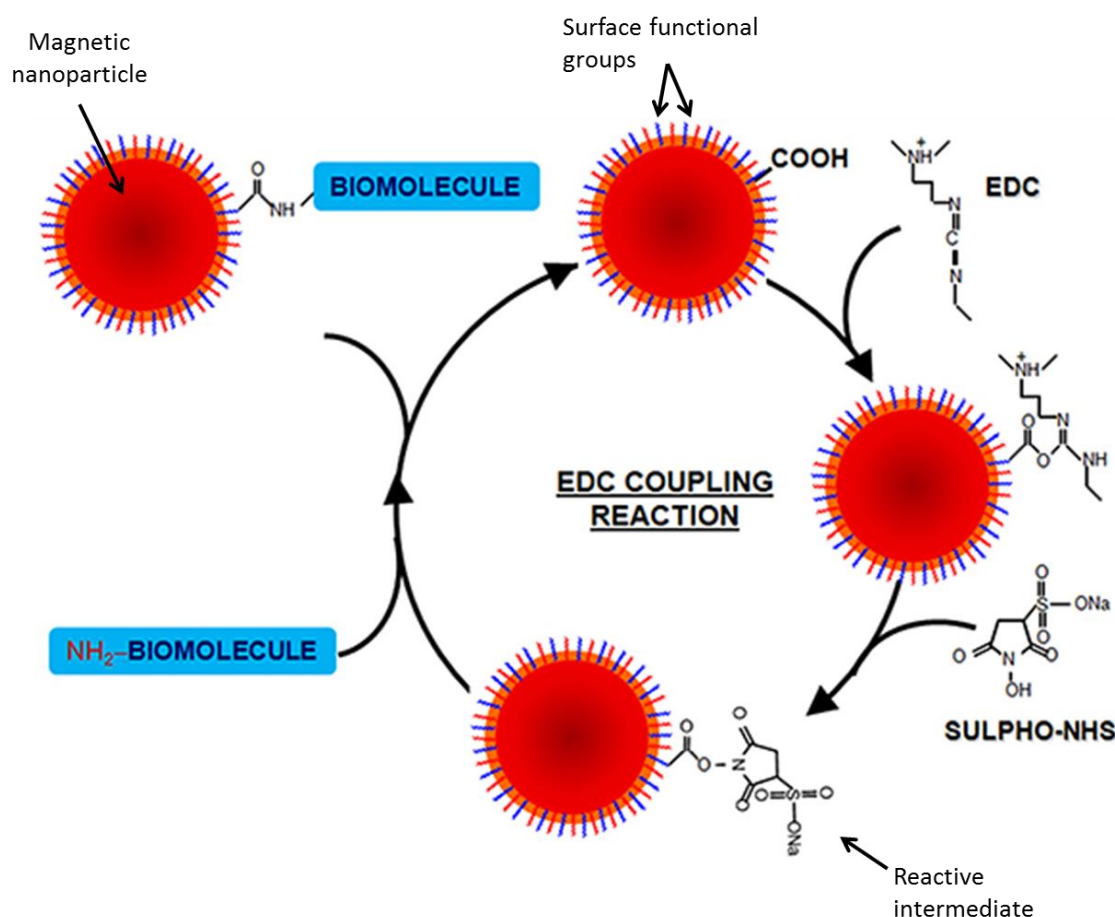 Magnetic
nanoparticle
Surface functional
groups
COOH
EDC
NH
+
N
C
N
O
NH
BIOMOLECULE
NH
+
N
O
O
NH
EDC COUPLING
REACTION
O
S
ONa
O
O
N
O
OH
SULPHO-NHS
NH₂–BIOMOLECULE
O
O
N
O
O
O
S
O
ONa
Reactive
intermediate